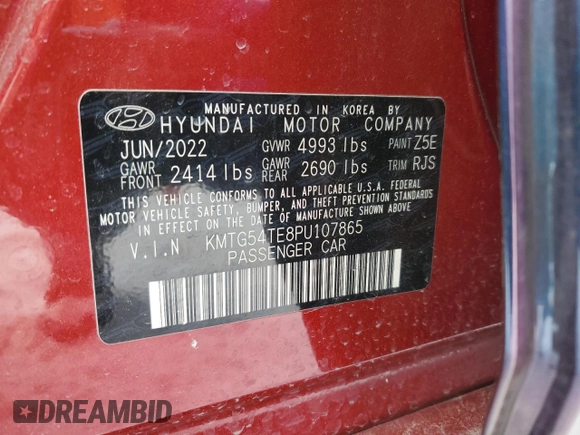 MANUFACTURED IN KOREA BY
HYUNDAI MOTOR COMPANY
JUN/2022 GVWR 4993 lbs PAINT Z5E
GAWR FRONT 2414 lbs GAWR REAR 2690 lbs TRIM RJS
THIS VEHICLE CONFORMS TO ALL APPLICABLE U.S.A. FEDERAL
MOTOR VEHICLE SAFETY, BUMPER, AND THEFT PREVENTION STANDARDS
IN EFFECT ON THE DATE OF MANUFACTURE SHOWN ABOVE
V.I.N KMTG54TE8PU107865
PASSENGER CAR
DREAMBID